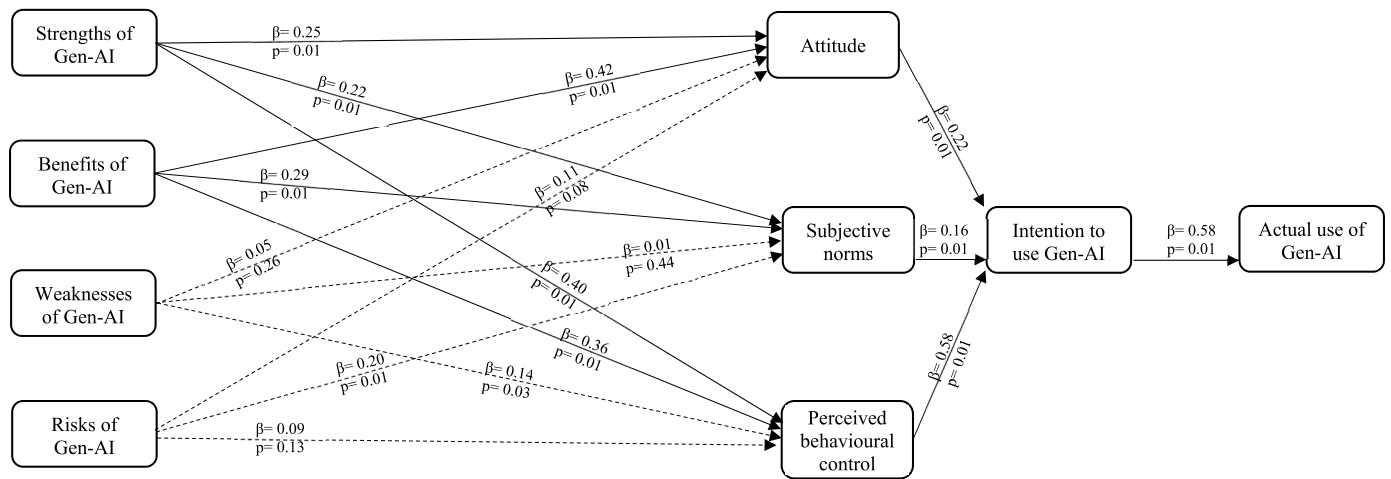 Strengths of
Gen-AI
β= 0.25
p= 0.01
Attitude
β= 0.22
p= 0.01
β= 0.42
p= 0.01
β= 0.22
p= 0.01
Benefits of
Gen-AI
β= 0.29
p= 0.01
β= 0.11
p= 0.08
Subjective
norms
β= 0.16
p= 0.01
Intention to
use Gen-AI
β= 0.58
p= 0.01
Actual use of
Gen-AI
β= 0.05
p= 0.26
β= 0.01
p= 0.44
β= 0.40
p= 0.01
Weaknesses
of Gen-AI
β= 0.36
p= 0.01
β= 0.20
p= 0.01
β= 0.14
p= 0.03
β= 0.58
p= 0.01
Risks of
Gen-AI
β= 0.09
p= 0.13
Perceived
behavioural
control